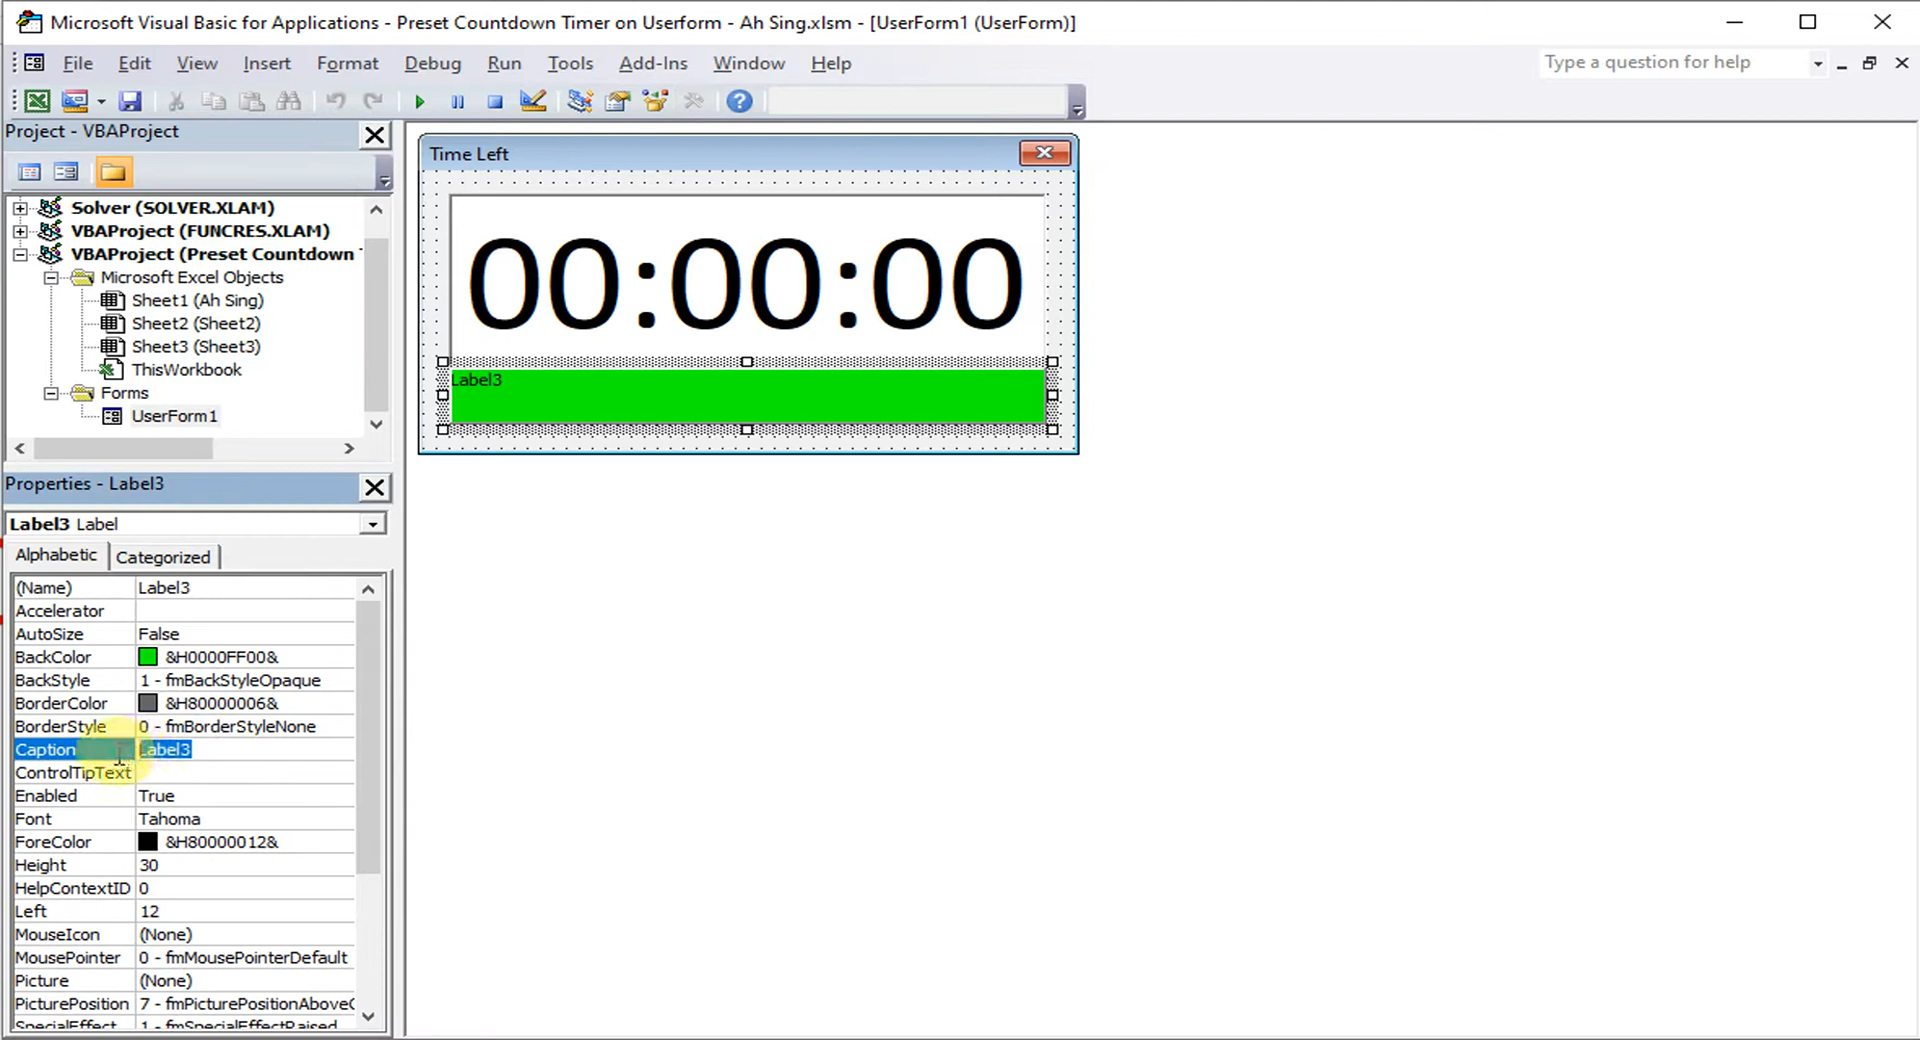 Microsoft Visual Basic for Applications - Preset Countdown Timer on Userform - Ah Sing.xlsm - [UserForm1 (UserForm)]
File Edit View Insert Format Debug Run Tools Add-Ins Window Help
Type a question for help
Project - VBAProject
Solver (SOLVER.XLAM)
VBAProject (FUNCRES.XLAM)
VBAProject (Preset Countdown
Microsoft Excel Objects
Sheet1 (Ah Sing)
Sheet2 (Sheet2)
Sheet3 (Sheet3)
ThisWorkbook
Forms
UserForm1
Time Left
00:00:00
Label3
Properties - Label3
Label3 Label
Alphabetic Categorized
(Name) Label3
Accelerator
AutoSize False
BackColor &H0000FF00&
BackStyle 1 - fmBackStyleOpaque
BorderColor &H80000006&
BorderStyle 0 - fmBorderStyleNone
Caption Label3
ControlTipText
Enabled True
Font Tahoma
ForeColor &H80000012&
Height 30
HelpContextID 0
Left 12
MouseIcon (None)
MousePointer 0 - fmMousePointerDefault
Picture (None)
PicturePosition 7 - fmPicturePositionAboveC
SpecialEffect 1 - fmSpecialEffectRaised